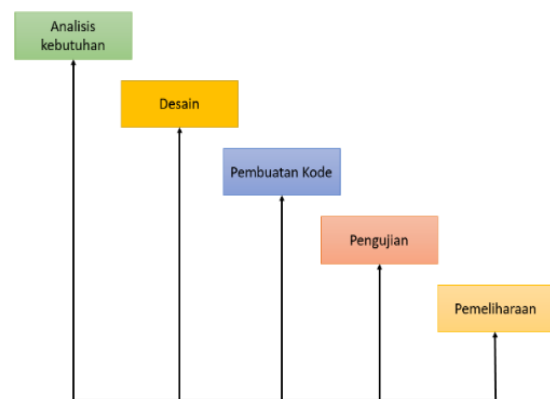 Analisis
kebutuhan
Desain
Pembuatan Kode
Pengujian
Pemeliharaan